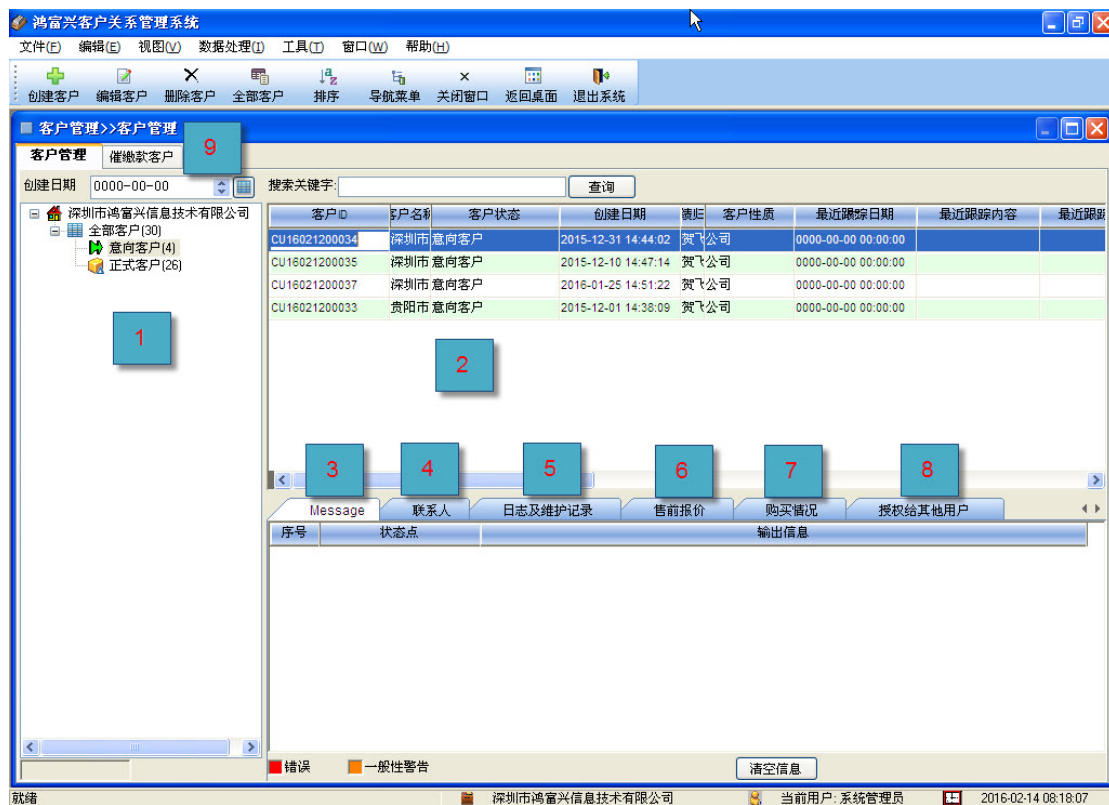 鸿富兴客户关系管理系统
文件(F) 编辑(E) 视图(V) 数据处理(I) 工具(T) 窗口(W) 帮助(H)
创建客户 编辑客户 删除客户 全部客户 排序 导航菜单 关闭窗口 返回桌面 退出系统
客户管理>>客户管理
客户管理 催缴款客户 9
创建日期 0000-00-00 搜索关键字: 查询
深圳市鸿富兴信息技术有限公司
全部客户(30)
意向客户(4)
正式客户(26)
1
客户ID 客户名称 客户状态 创建日期 客户性质 最近跟踪日期 最近跟踪内容 最近跟踪
CU16021200034 深圳市 意向客户 2015-12-31 14:44:02 贺飞 公司 0000-00-00 00:00:00
CU16021200035 深圳市 意向客户 2015-12-10 14:47:14 贺飞 公司 0000-00-00 00:00:00
CU16021200037 深圳市 意向客户 2016-01-25 14:51:22 贺飞 公司 0000-00-00 00:00:00
CU16021200033 贵阳市 意向客户 2015-12-01 14:38:09 贺飞 公司 0000-00-00 00:00:00
2
3 4 5 6 7 8
Message 联系人 日志及维护记录 售前报价 购买情况 授权给其他用户
序号 状态点 输出信息
错误 一般性警告 清空信息
就绪 深圳市鸿富兴信息技术有限公司 当前用户: 系统管理员 2016-02-14 08:18:07